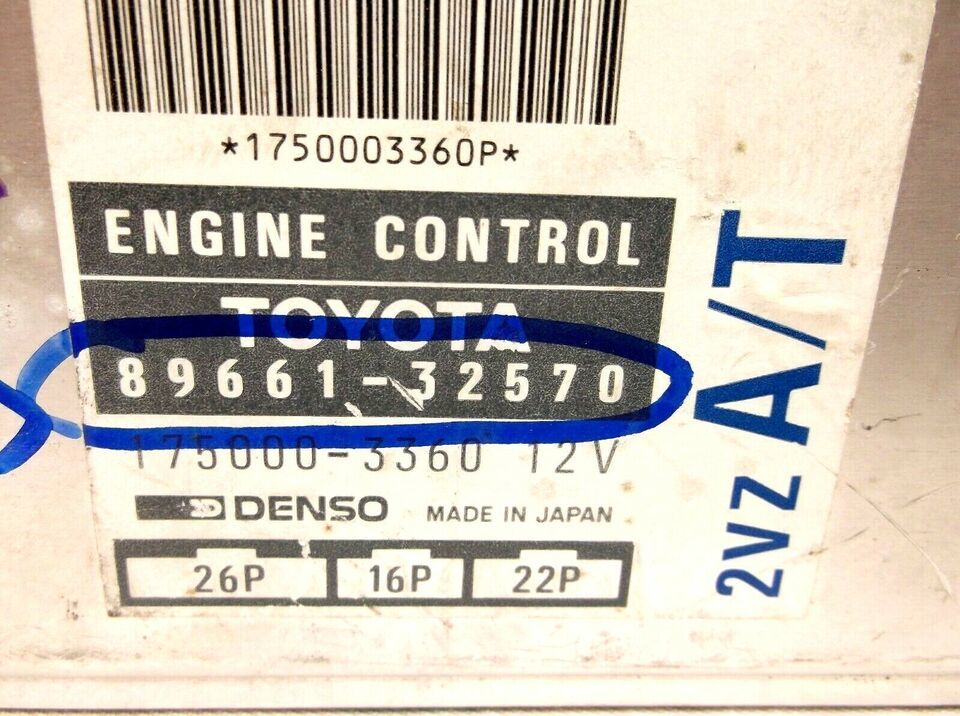 *1750003360P*
ENGINE CONTROL
TOYOTA
89661-32570
175000-3360 12V
DENSO MADE IN JAPAN
26P 16P 22P
2VZ A/T